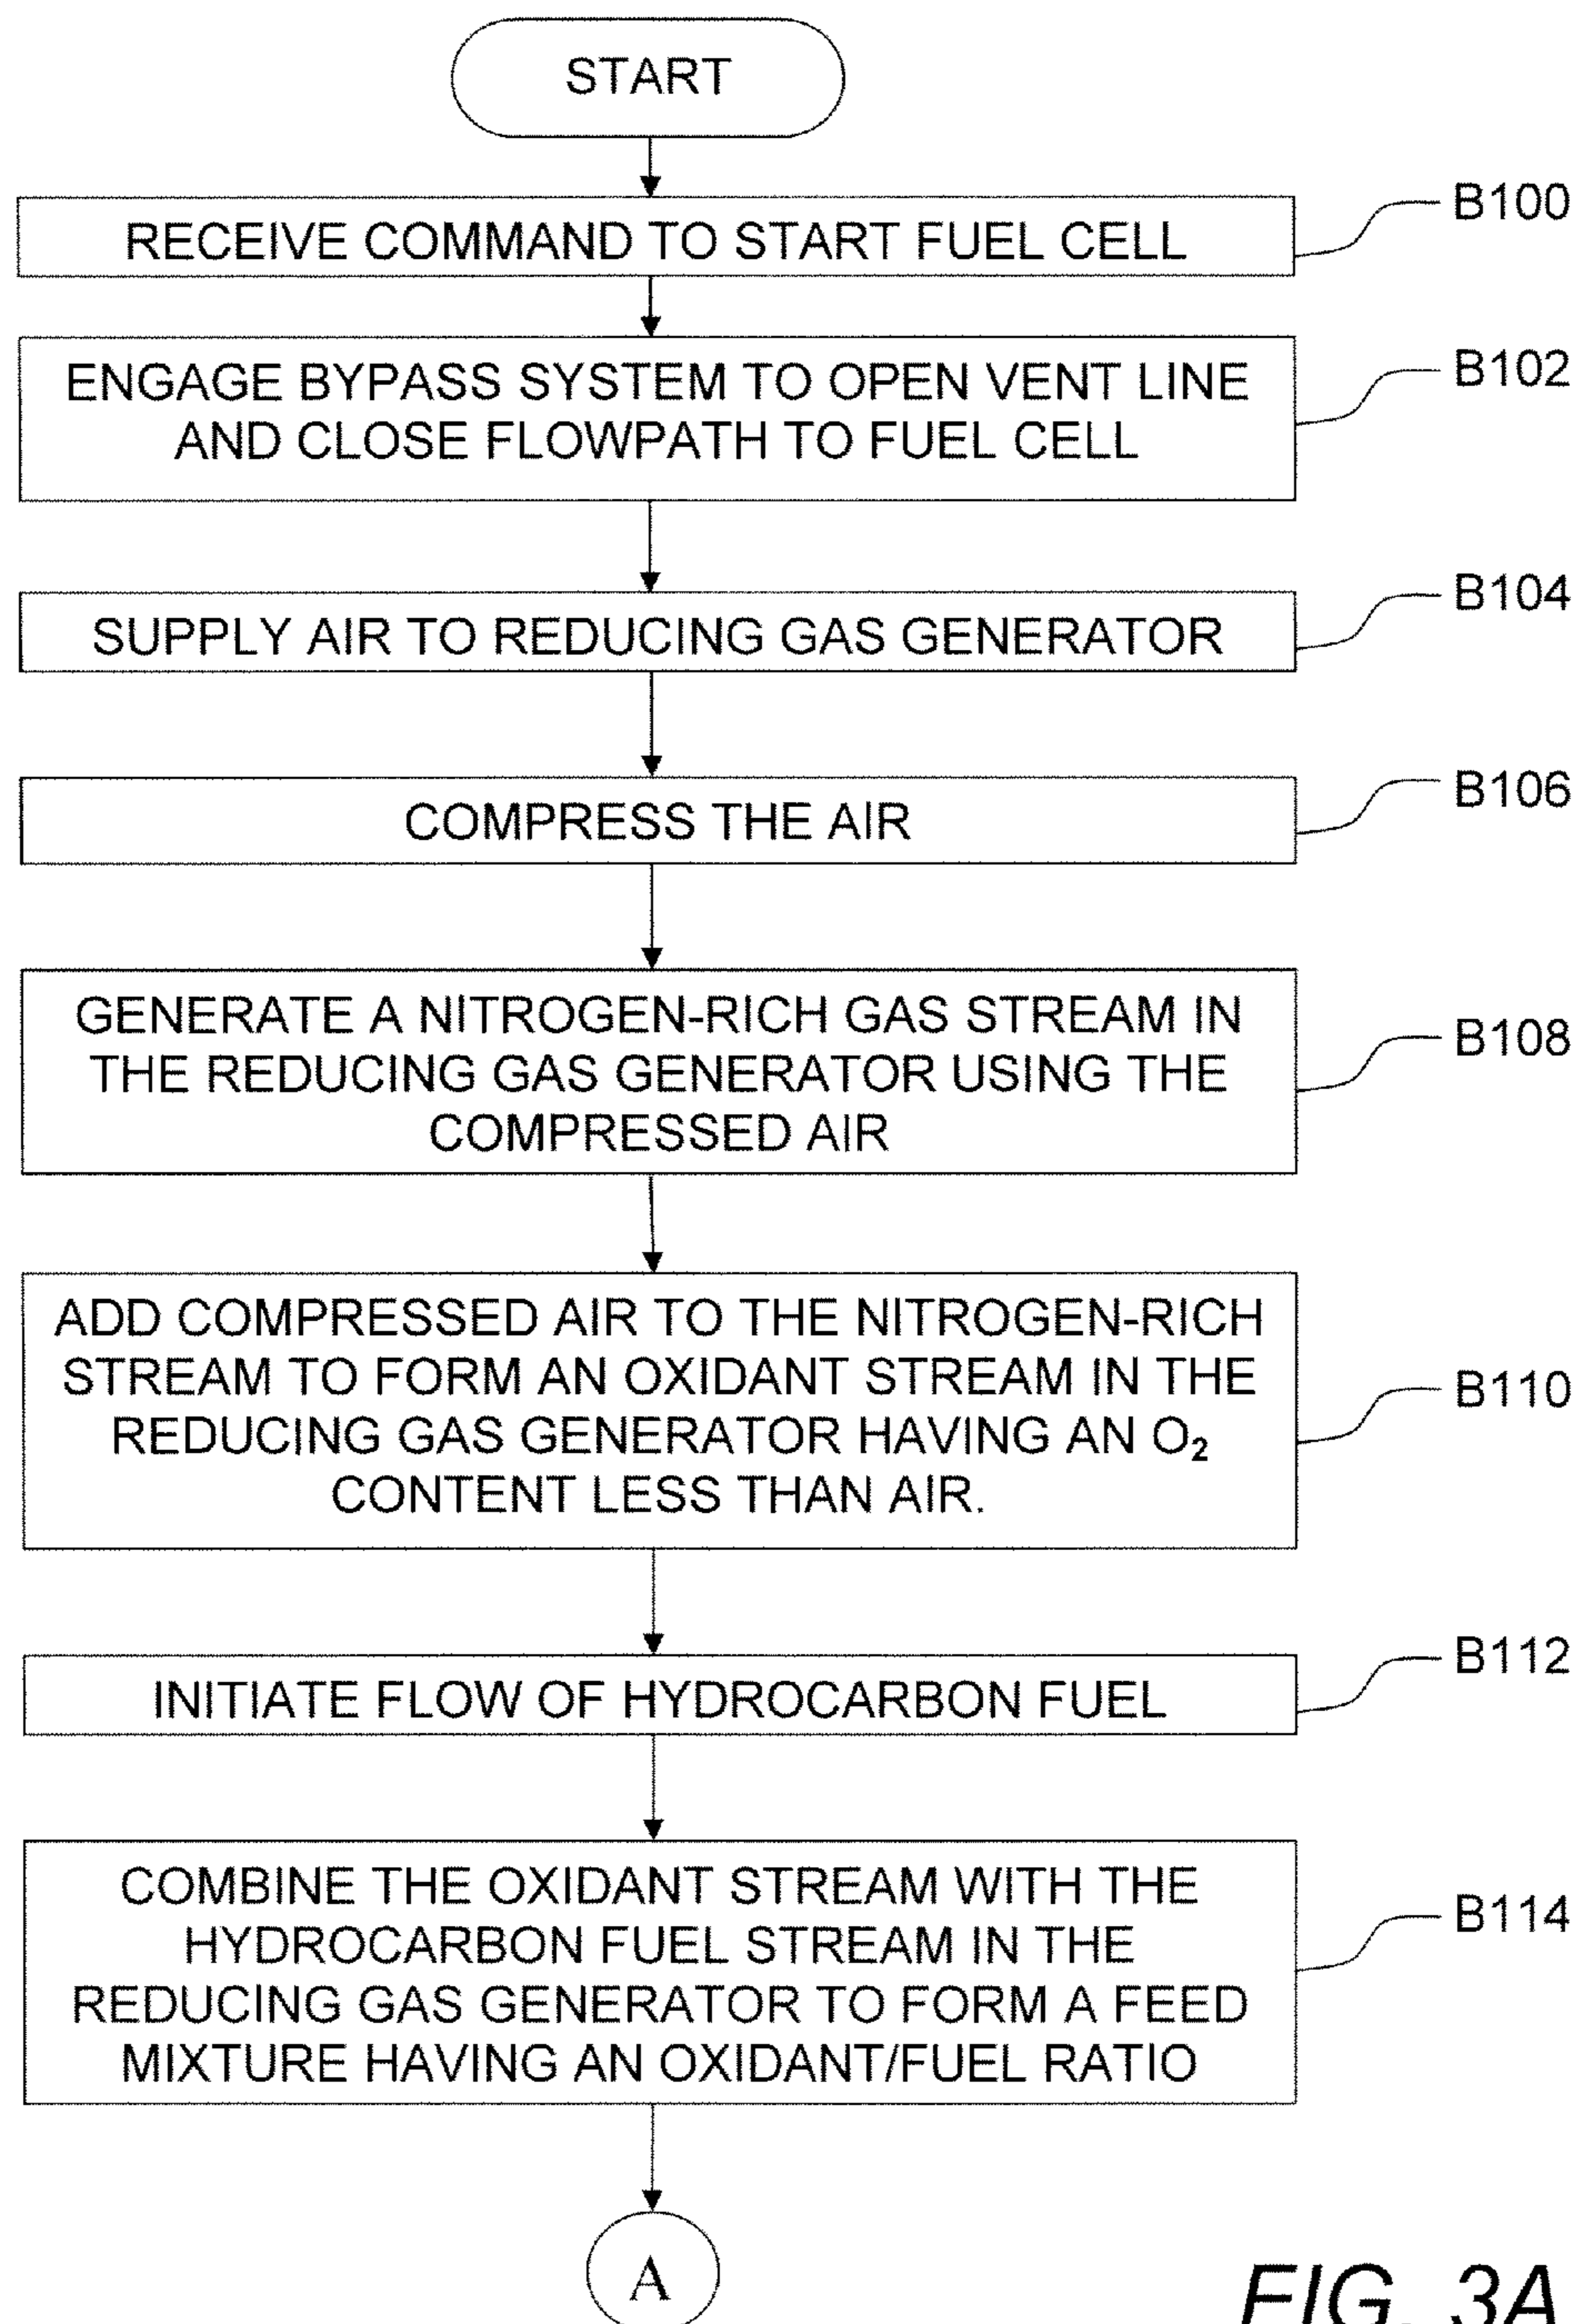 START
RECEIVE COMMAND TO START FUEL CELL
B100
ENGAGE BYPASS SYSTEM TO OPEN VENT LINE
AND CLOSE FLOWPATH TO FUEL CELL
B102
SUPPLY AIR TO REDUCING GAS GENERATOR
B104
COMPRESS THE AIR
B106
GENERATE A NITROGEN-RICH GAS STREAM IN
THE REDUCING GAS GENERATOR USING THE
COMPRESSED AIR
B108
ADD COMPRESSED AIR TO THE NITROGEN-RICH
STREAM TO FORM AN OXIDANT STREAM IN THE
REDUCING GAS GENERATOR HAVING AN O₂
CONTENT LESS THAN AIR.
B110
INITIATE FLOW OF HYDROCARBON FUEL
B112
COMBINE THE OXIDANT STREAM WITH THE
HYDROCARBON FUEL STREAM IN THE
REDUCING GAS GENERATOR TO FORM A FEED
MIXTURE HAVING AN OXIDANT/FUEL RATIO
B114
A
FIG. 3A